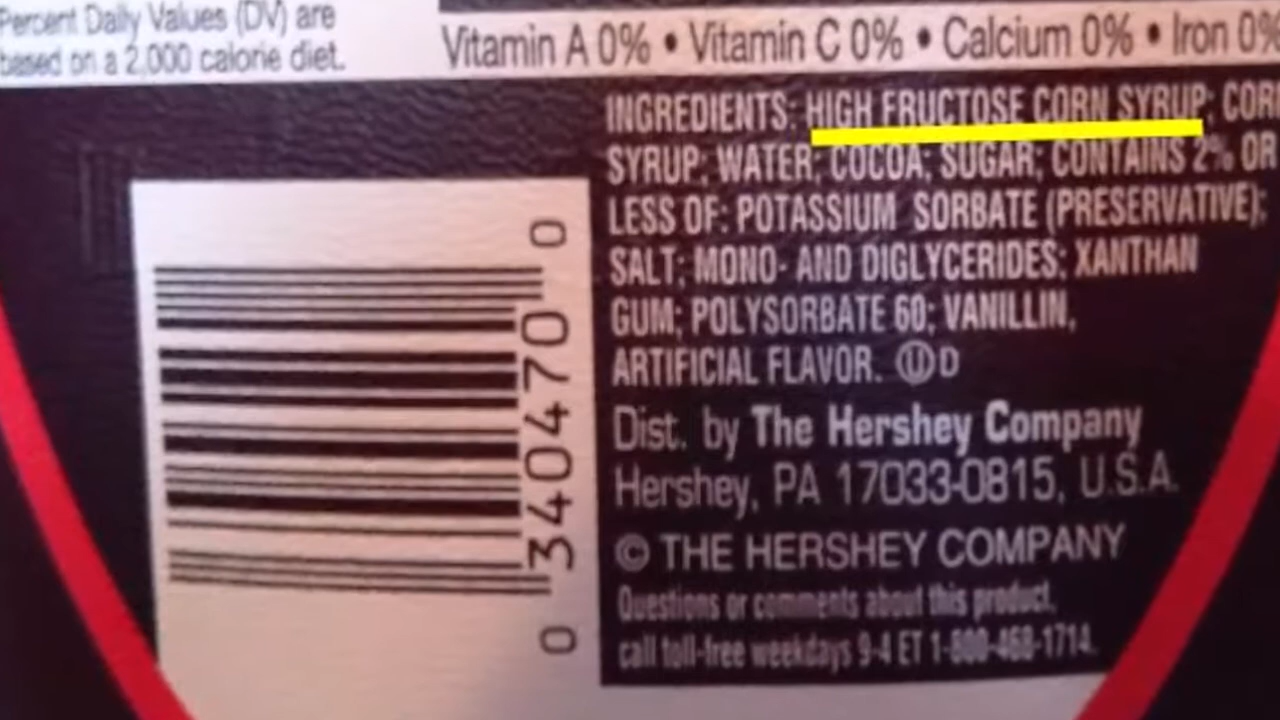 Percent Daily Values (DV) are
based on a 2,000 calorie diet.
Vitamin A 0% • Vitamin C 0% • Calcium 0% • Iron 0%
INGREDIENTS: HIGH FRUCTOSE CORN SYRUP; COR
SYRUP; WATER; COCOA; SUGAR; CONTAINS 2% OR
LESS OF: POTASSIUM SORBATE (PRESERVATIVE);
SALT; MONO- AND DIGLYCERIDES; XANTHAN
GUM; POLYSORBATE 60; VANILLIN,
ARTIFICIAL FLAVOR. Ⓤ D
Dist. by The Hershey Company
Hershey, PA 17033-0815, U.S.A.
© THE HERSHEY COMPANY
Questions or comments about this product,
call toll-free weekdays 9-4 ET 1-800-468-1714.
0 340470 0